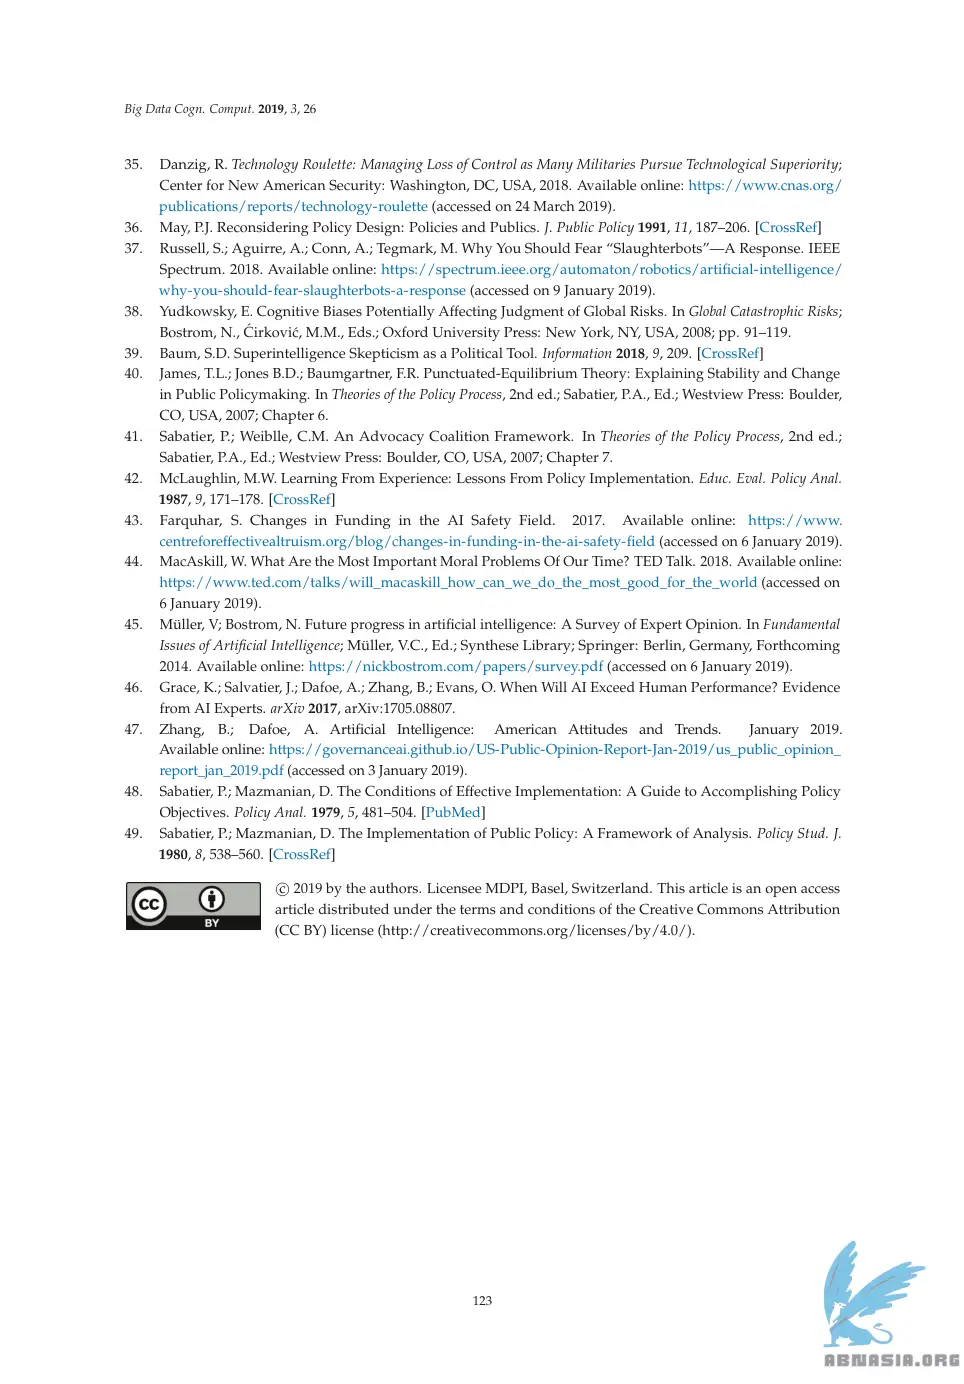 Big Data Cogn. Comput. 2019, 3, 26
35. Danzig, R. Technology Roulette: Managing Loss of Control as Many Militaries Pursue Technological Superiority;
Center for New American Security: Washington, DC, USA, 2018. Available online: https://www.cnas.org/
publications/reports/technology-roulette (accessed on 24 March 2019).
36. May, P.J. Reconsidering Policy Design: Policies and Publics. J. Public Policy 1991, 11, 187–206. [CrossRef]
37. Russell, S.; Aguirre, A.; Conn, A.; Tegmark, M. Why You Should Fear “Slaughterbots”—A Response. IEEE
Spectrum. 2018. Available online: https://spectrum.ieee.org/automaton/robotics/artificial-intelligence/
why-you-should-fear-slaughterbots-a-response (accessed on 9 January 2019).
38. Yudkowsky, E. Cognitive Biases Potentially Affecting Judgment of Global Risks. In Global Catastrophic Risks;
Bostrom, N., Ćirković, M.M., Eds.; Oxford University Press: New York, NY, USA, 2008; pp. 91–119.
39. Baum, S.D. Superintelligence Skepticism as a Political Tool. Information 2018, 9, 209. [CrossRef]
40. James, T.L.; Jones B.D.; Baumgartner, F.R. Punctuated-Equilibrium Theory: Explaining Stability and Change
in Public Policymaking. In Theories of the Policy Process, 2nd ed.; Sabatier, P.A., Ed.; Westview Press: Boulder,
CO, USA, 2007; Chapter 6.
41. Sabatier, P.; Weiblle, C.M. An Advocacy Coalition Framework. In Theories of the Policy Process, 2nd ed.;
Sabatier, P.A., Ed.; Westview Press: Boulder, CO, USA, 2007; Chapter 7.
42. McLaughlin, M.W. Learning From Experience: Lessons From Policy Implementation. Educ. Eval. Policy Anal.
1987, 9, 171–178. [CrossRef]
43. Farquhar, S. Changes in Funding in the AI Safety Field. 2017. Available online: https://www.
centreforeffectivealtruism.org/blog/changes-in-funding-in-the-ai-safety-field (accessed on 6 January 2019).
44. MacAskill, W. What Are the Most Important Moral Problems Of Our Time? TED Talk. 2018. Available online:
https://www.ted.com/talks/will_macaskill_how_can_we_do_the_most_good_for_the_world (accessed on
6 January 2019).
45. Müller, V; Bostrom, N. Future progress in artificial intelligence: A Survey of Expert Opinion. In Fundamental
Issues of Artificial Intelligence; Müller, V.C., Ed.; Synthese Library; Springer: Berlin, Germany, Forthcoming
2014. Available online: https://nickbostrom.com/papers/survey.pdf (accessed on 6 January 2019).
46. Grace, K.; Salvatier, J.; Dafoe, A.; Zhang, B.; Evans, O. When Will AI Exceed Human Performance? Evidence
from AI Experts. arXiv 2017, arXiv:1705.08807.
47. Zhang, B.; Dafoe, A. Artificial Intelligence: American Attitudes and Trends. January 2019.
Available online: https://governanceai.github.io/US-Public-Opinion-Report-Jan-2019/us_public_opinion_
report_jan_2019.pdf (accessed on 3 January 2019).
48. Sabatier, P.; Mazmanian, D. The Conditions of Effective Implementation: A Guide to Accomplishing Policy
Objectives. Policy Anal. 1979, 5, 481–504. [PubMed]
49. Sabatier, P.; Mazmanian, D. The Implementation of Public Policy: A Framework of Analysis. Policy Stud. J.
1980, 8, 538–560. [CrossRef]
cc BY
© 2019 by the authors. Licensee MDPI, Basel, Switzerland. This article is an open access
article distributed under the terms and conditions of the Creative Commons Attribution
(CC BY) license (http://creativecommons.org/licenses/by/4.0/).
123
ABNASIA.ORG